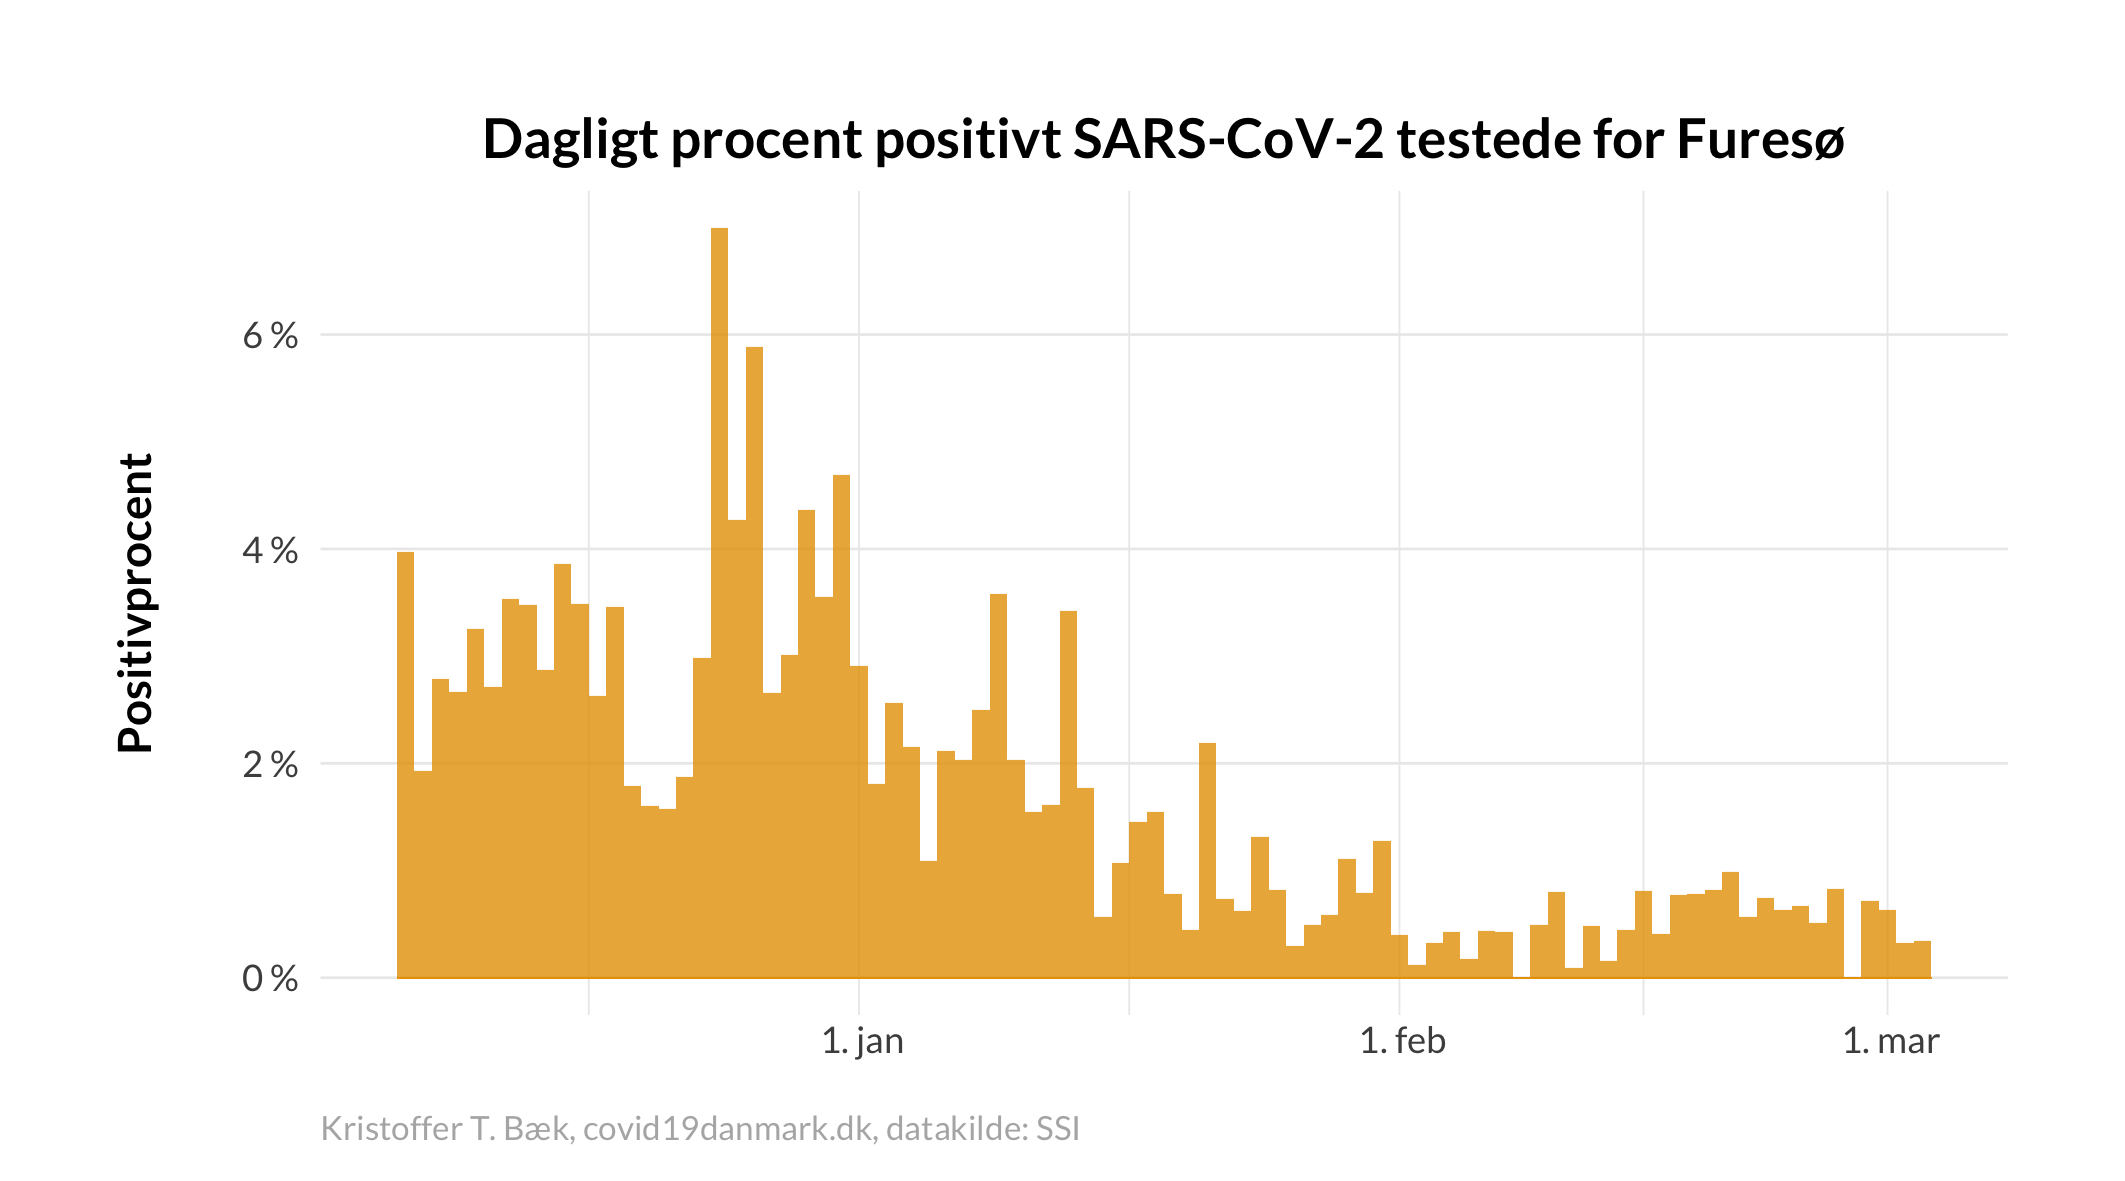 Dagligt procent positivt SARS-CoV-2 testede for Furesø
Positivprocent
6 %
4 %
2 %
0 %
1. jan
1. feb
1. mar
Kristoffer T. Bæk, covid19danmark.dk, datakilde: SSI